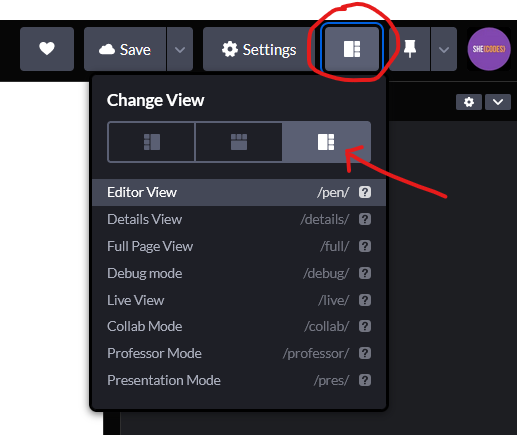 Save
Settings
SHE{CODES}
Change View
Editor View /pen/ ?
Details View /details/ ?
Full Page View /full/ ?
Debug mode /debug/ ?
Live View /live/ ?
Collab Mode /collab/ ?
Professor Mode /professor/ ?
Presentation Mode /pres/ ?